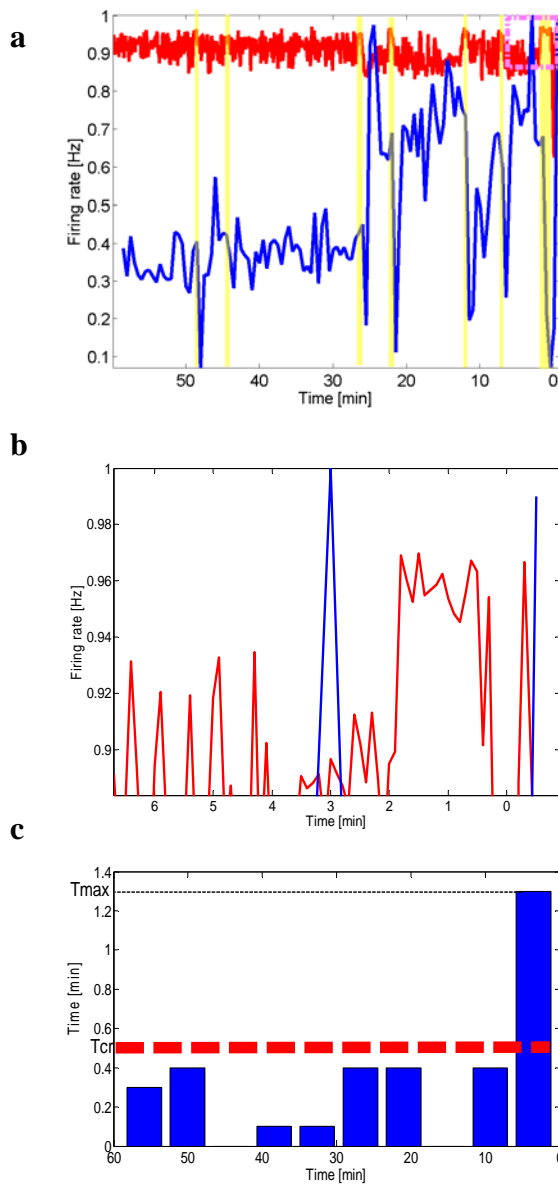 a
1
0.9
0.8
0.7
0.6
0.5
0.4
0.3
0.2
0.1
Firing rate [Hz]
50 40 30 20 10 0
Time [min]
b
1
0.98
0.96
0.94
0.92
0.9
Firing rate [Hz]
6 5 4 3 2 1 0
Time [min]
c
1.4
Tmax
1.2
1
0.8
0.6
Tcr
0.4
0.2
0
Time [min]
60 50 40 30 20 10 0
Time [min]